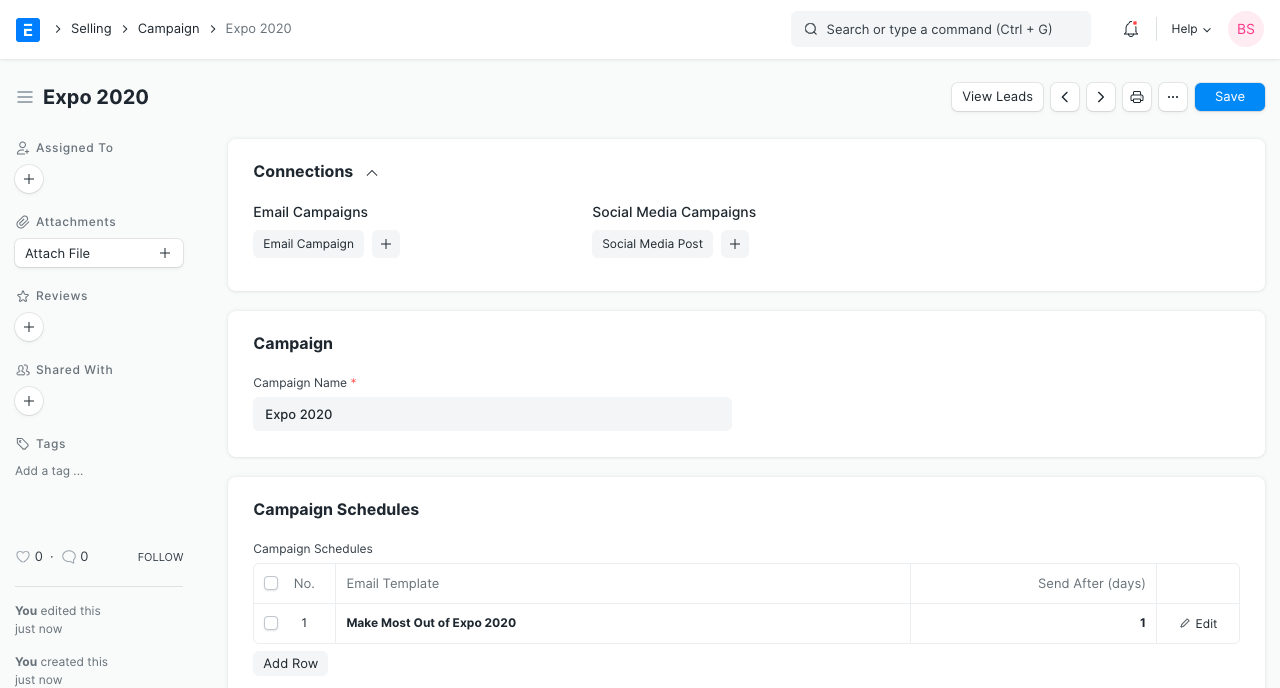 Selling
Campaign
Expo 2020
Search or type a command (Ctrl + G)
Help
BS
Expo 2020
View Leads
Save
Assigned To
Attachments
Attach File
Reviews
Shared With
Tags
Add a tag ...
0 · 0
FOLLOW
You edited this
just now
You created this
just now
Connections
Email Campaigns
Social Media Campaigns
Email Campaign
Social Media Post
Campaign
Campaign Name *
Expo 2020
Campaign Schedules
Campaign Schedules
No. Email Template Send After (days)
1 Make Most Out of Expo 2020 1 Edit
Add Row